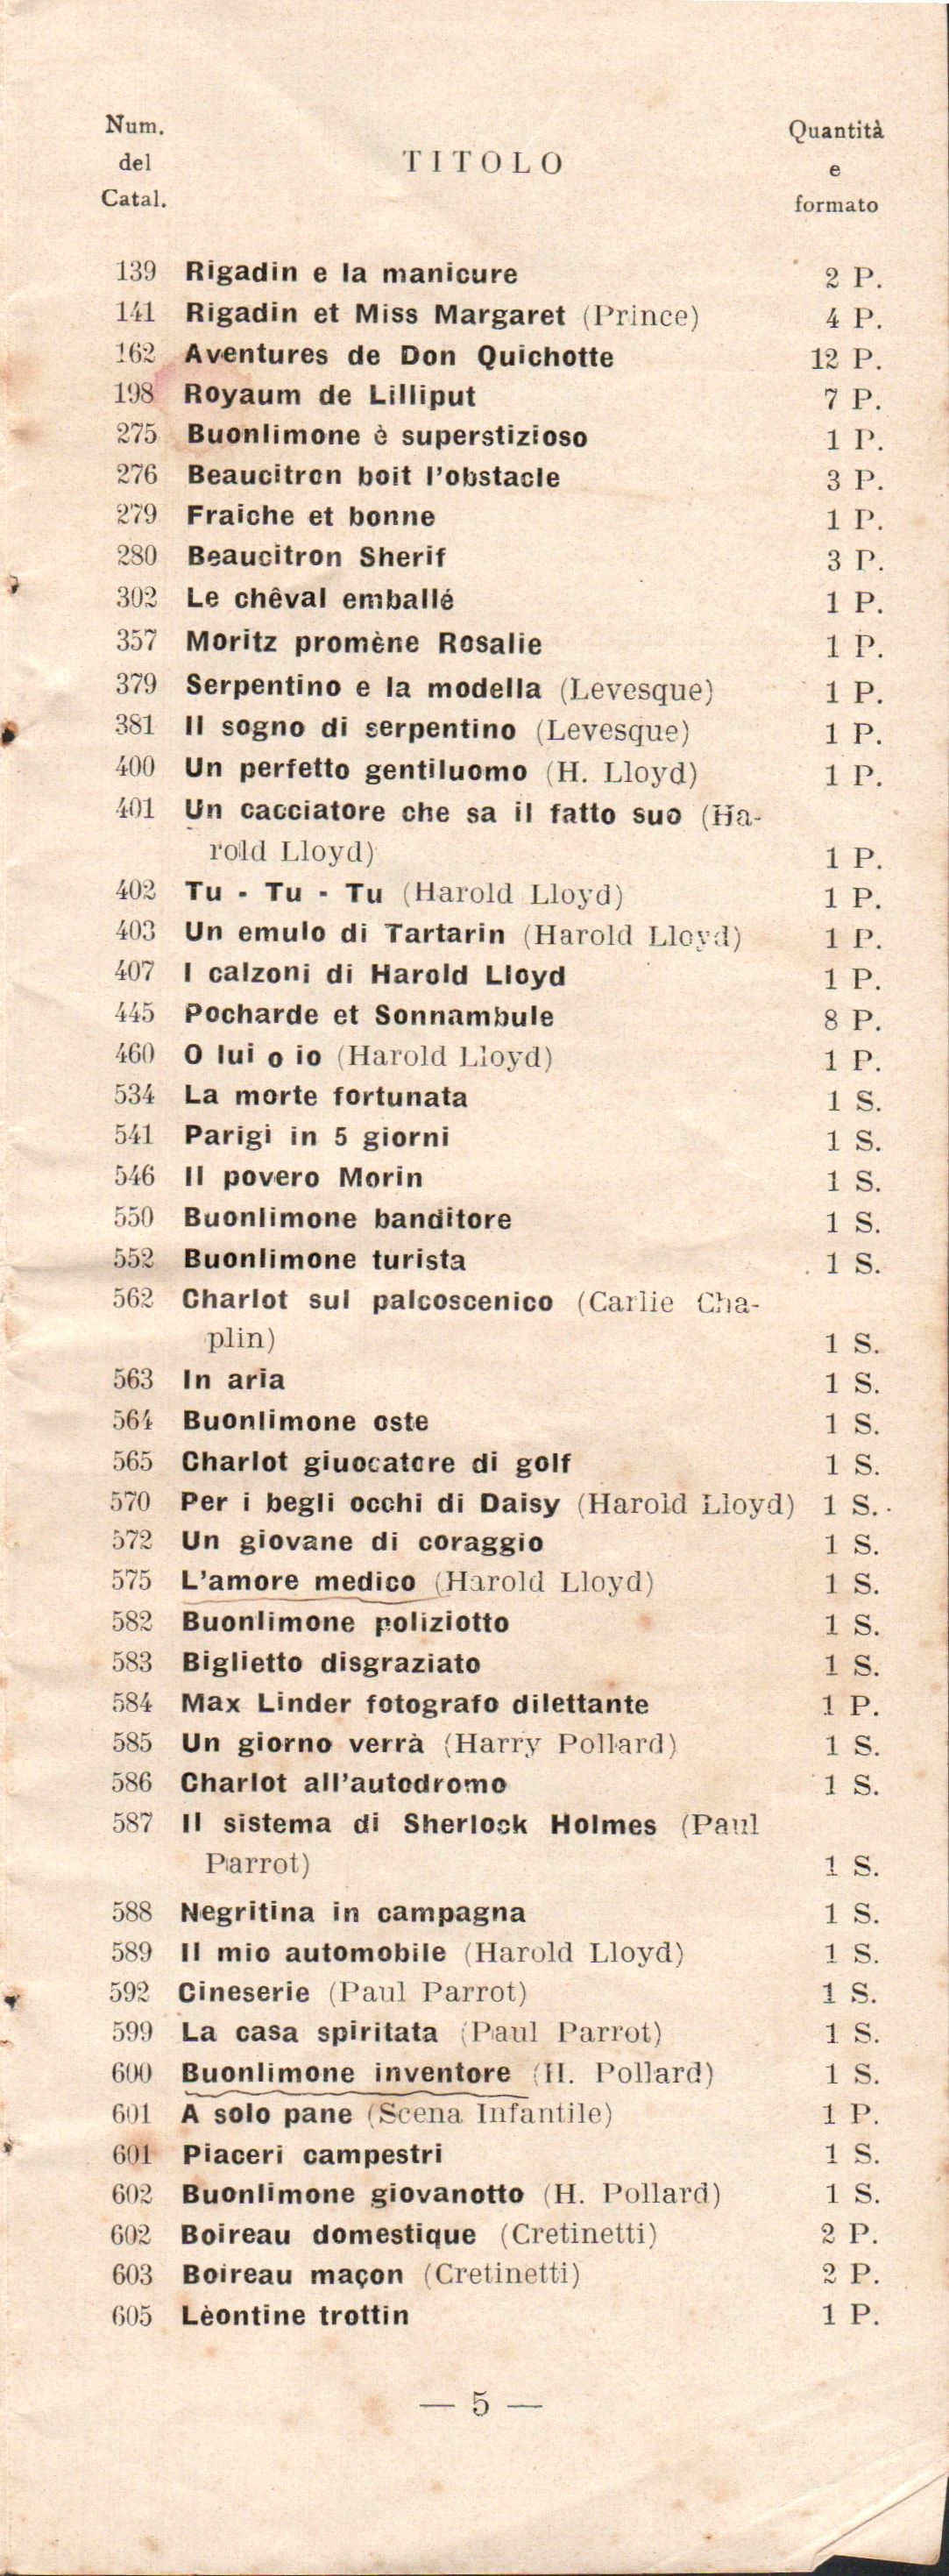 Num.
del
Catal.
TITOLO
Quantità
e
formato
139 Rigadin e la manicure 2 P.
141 Rigadin et Miss Margaret (Prince) 4 P.
162 Aventures de Don Quichotte 12 P.
198 Royaum de Lilliput 7 P.
275 Buonlimone è superstizioso 1 P.
276 Beaucitron boit l'obstacle 3 P.
279 Fraiche et bonne 1 P.
280 Beaucitron Sherif 3 P.
302 Le chêval emballé 1 P.
357 Moritz promène Rosalie 1 P.
379 Serpentino e la modella (Levesque) 1 P.
381 Il sogno di serpentino (Levesque) 1 P.
400 Un perfetto gentiluomo (H. Lloyd) 1 P.
401 Un cacciatore che sa il fatto suo (Ha-
rold Lloyd) 1 P.
402 Tu - Tu - Tu (Harold Lloyd) 1 P.
403 Un emulo di Tartarin (Harold Lloyd) 1 P.
407 I calzoni di Harold Lloyd 1 P.
445 Pocharde et Sonnambule 8 P.
460 O lui o io (Harold Lloyd) 1 P.
534 La morte fortunata 1 S.
541 Parigi in 5 giorni 1 S.
546 Il povero Morin 1 S.
550 Buonlimone banditore 1 S.
552 Buonlimone turista 1 S.
562 Charlot sul palcoscenico (Carlie Cha-
plin) 1 S.
563 In aria 1 S.
564 Buonlimone oste 1 S.
565 Charlot giuocatore di golf 1 S.
570 Per i begli occhi di Daisy (Harold Lloyd) 1 S.
572 Un giovane di coraggio 1 S.
575 L'amore medico (Harold Lloyd) 1 S.
582 Buonlimone poliziotto 1 S.
583 Biglietto disgraziato 1 S.
584 Max Linder fotografo dilettante 1 P.
585 Un giorno verrà (Harry Pollard) 1 S.
586 Charlot all'autodromo 1 S.
587 Il sistema di Sherlock Holmes (Paul
Parrot) 1 S.
588 Negritina in campagna 1 S.
589 Il mio automobile (Harold Lloyd) 1 S.
592 Cineserie (Paul Parrot) 1 S.
599 La casa spiritata (Paul Parrot) 1 S.
600 Buonlimone inventore (H. Pollard) 1 S.
601 A solo pane (Scena Infantile) 1 P.
601 Piaceri campestri 1 S.
602 Buonlimone giovanotto (H. Pollard) 1 S.
602 Boireau domestique (Cretinetti) 2 P.
603 Boireau maçon (Cretinetti) 2 P.
605 Lèontine trottin 1 P.
— 5 —